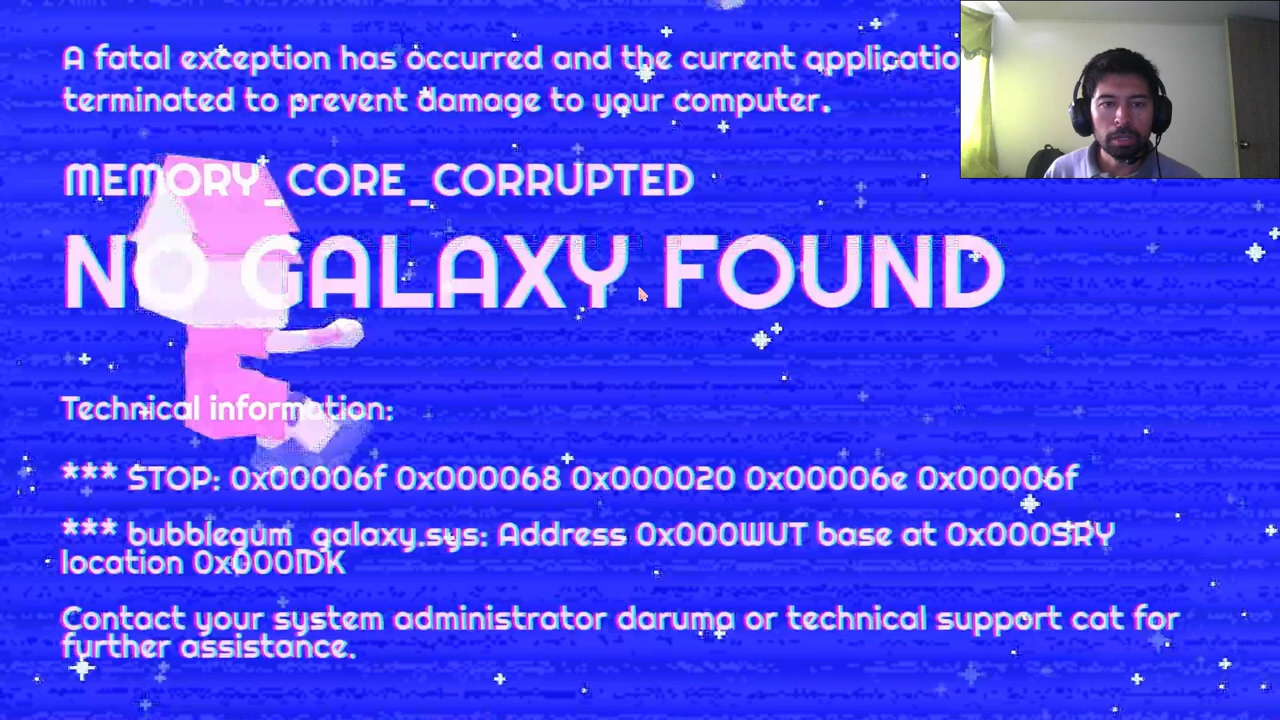 A fatal exception has occurred and the current applicatio
terminated to prevent damage to your computer.
MEMORY_CORE_CORRUPTED
NO GALAXY FOUND
Technical information:
*** STOP: 0x00006f 0x000068 0x000020 0x00006e 0x00006f
*** bubblegum_galaxy.sys: Address 0x000WUT base at 0x000SRY
location 0x000IDK
Contact your system administrator daruma or technical support cat for
further assistance.